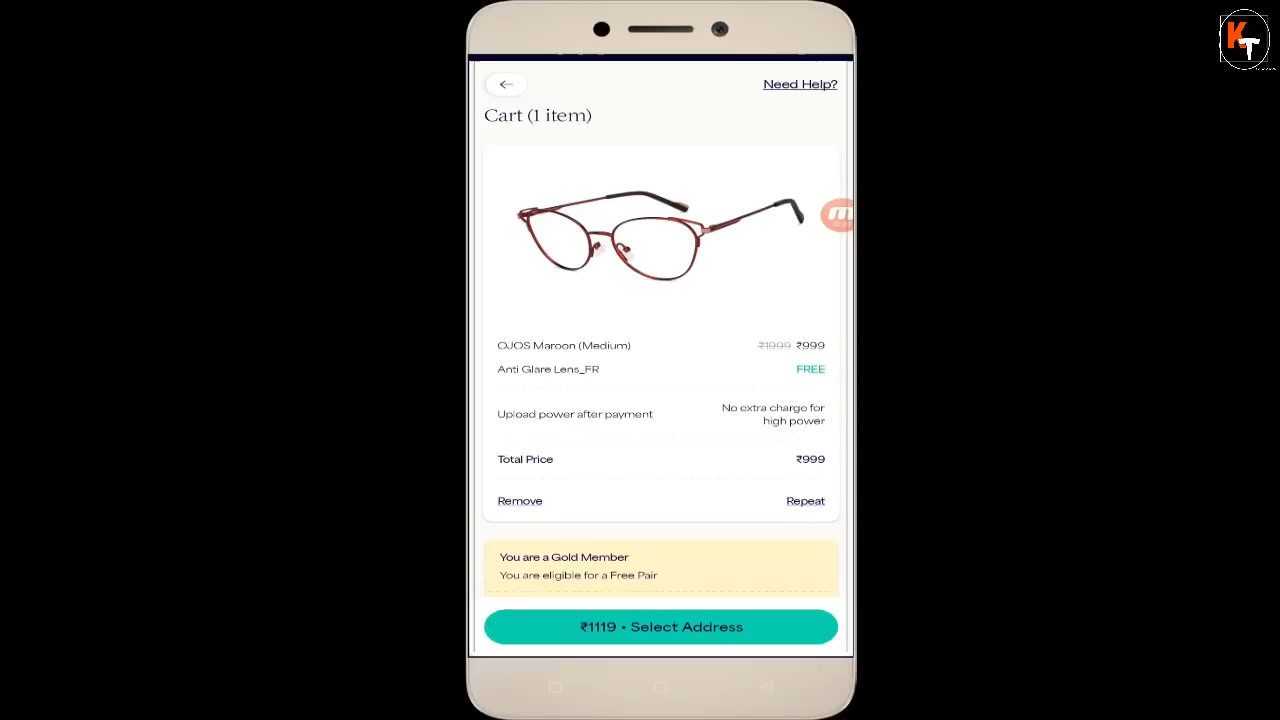 KT
Need Help?
Cart (1 item)
OJOS Maroon (Medium) ₹1999 ₹999
Anti Glare Lens_FR FREE
Upload power after payment No extra charge for
high power
Total Price ₹999
Remove Repeat
You are a Gold Member
You are eligible for a Free Pair
₹1119 • Select Address